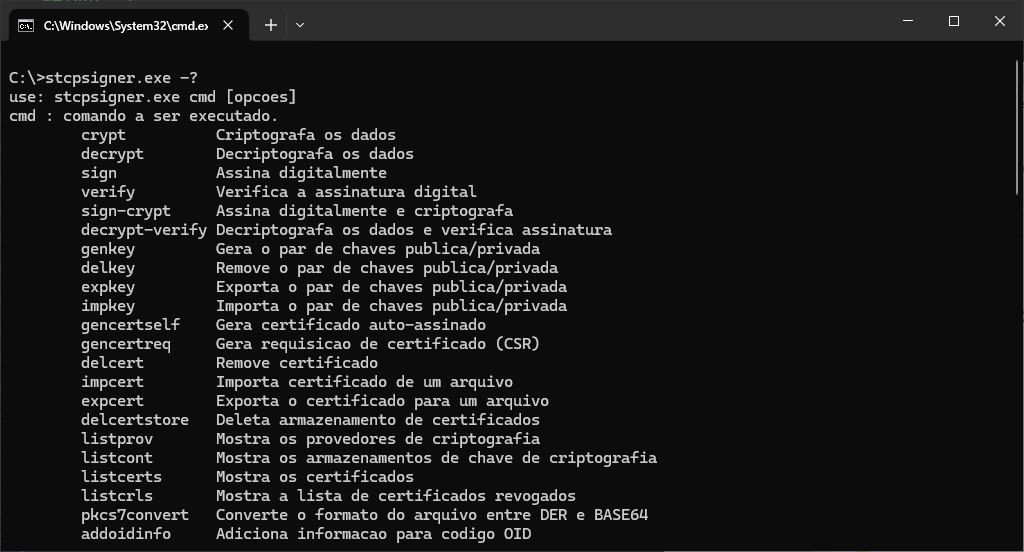 C:\Windows\System32\cmd.ex
C:\>stcpsigner.exe -?
use: stcpsigner.exe cmd [opcoes]
cmd : comando a ser executado.
crypt Criptografa os dados
decrypt Decriptografa os dados
sign Assina digitalmente
verify Verifica a assinatura digital
sign-crypt Assina digitalmente e criptografa
decrypt-verify Decriptografa os dados e verifica assinatura
genkey Gera o par de chaves publica/privada
delkey Remove o par de chaves publica/privada
expkey Exporta o par de chaves publica/privada
impkey Importa o par de chaves publica/privada
gencertself Gera certificado auto-assinado
gencertreq Gera requisicao de certificado (CSR)
delcert Remove certificado
impcert Importa certificado de um arquivo
expcert Exporta o certificado para um arquivo
delcertstore Deleta armazenamento de certificados
listprov Mostra os provedores de criptografia
listcont Mostra os armazenamentos de chave de criptografia
listcerts Mostra os certificados
listcrls Mostra a lista de certificados revogados
pkcs7convert Converte o formato do arquivo entre DER e BASE64
addoidinfo Adiciona informacao para codigo OID